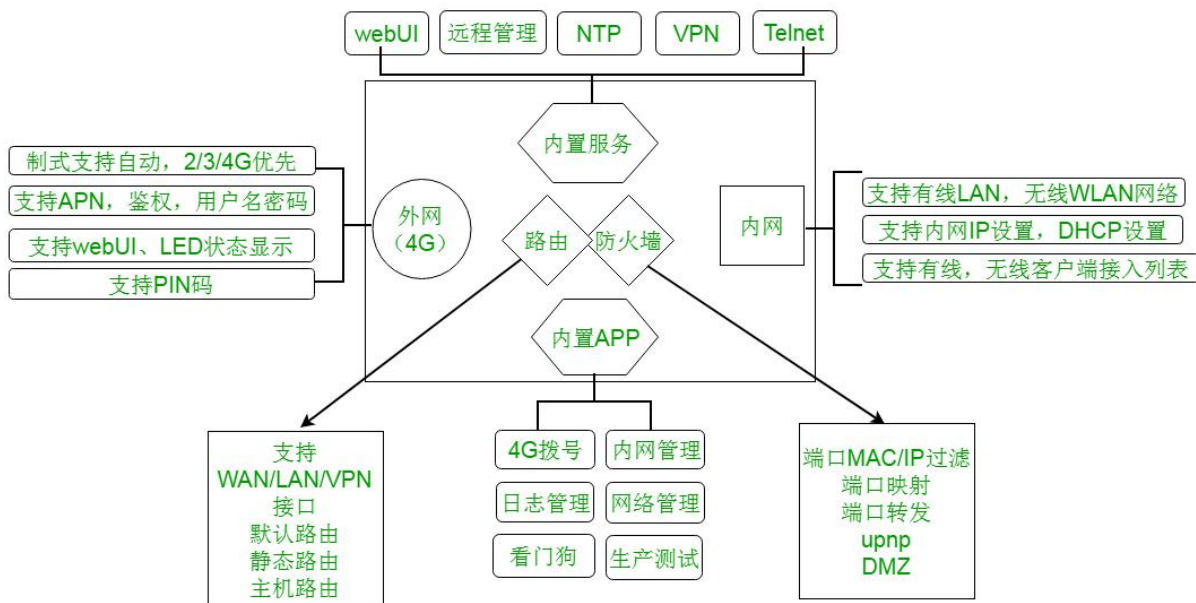 webUI
远程管理
NTP
VPN
Telnet
内置服务
制式支持自动，2/3/4G优先
支持APN，鉴权，用户名密码
支持webUI、LED状态显示
支持PIN码
外网
（4G）
路由
防火墙
内网
支持有线LAN，无线WLAN网络
支持内网IP设置，DHCP设置
支持有线，无线客户端接入列表
内置APP
4G拨号
内网管理
日志管理
网络管理
看门狗
生产测试
支持
WAN/LAN/VPN
接口
默认路由
静态路由
主机路由
端口MAC/IP过滤
端口映射
端口转发
upnp
DMZ